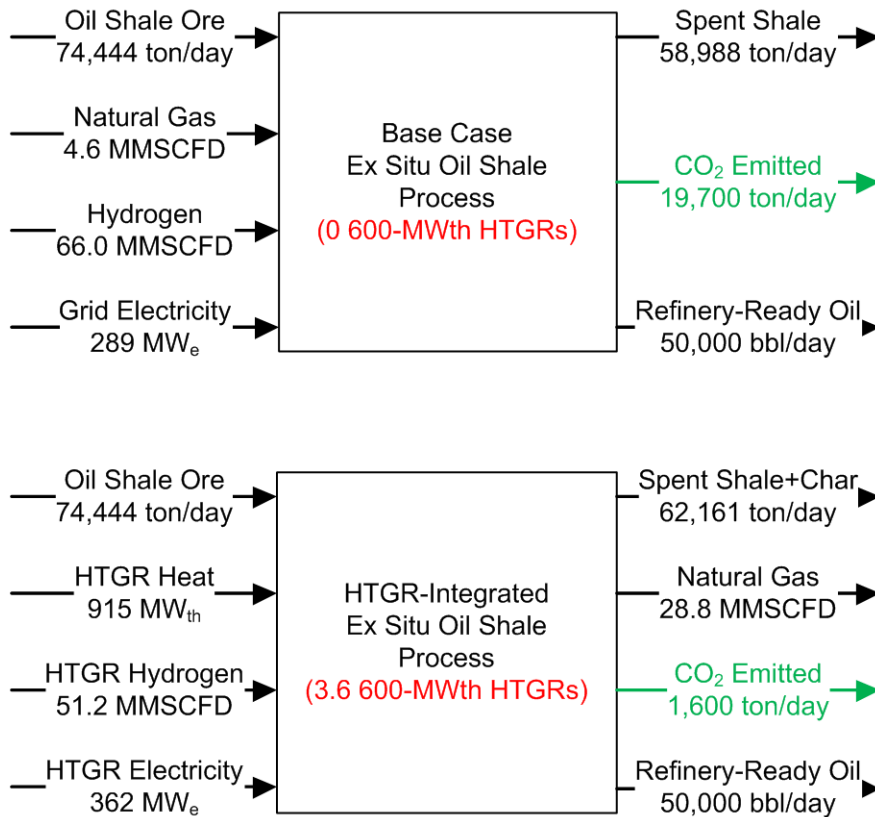 Oil Shale Ore
74,444 ton/day
Natural Gas
4.6 MMSCFD
Hydrogen
66.0 MMSCFD
Grid Electricity
289 MWₑ
Base Case
Ex Situ Oil Shale
Process
(0 600-MWth HTGRs)
Spent Shale
58,988 ton/day
CO₂ Emitted
19,700 ton/day
Refinery-Ready Oil
50,000 bbl/day
Oil Shale Ore
74,444 ton/day
HTGR Heat
915 MWₜₕ
HTGR Hydrogen
51.2 MMSCFD
HTGR Electricity
362 MWₑ
HTGR-Integrated
Ex Situ Oil Shale
Process
(3.6 600-MWth HTGRs)
Spent Shale+Char
62,161 ton/day
Natural Gas
28.8 MMSCFD
CO₂ Emitted
1,600 ton/day
Refinery-Ready Oil
50,000 bbl/day